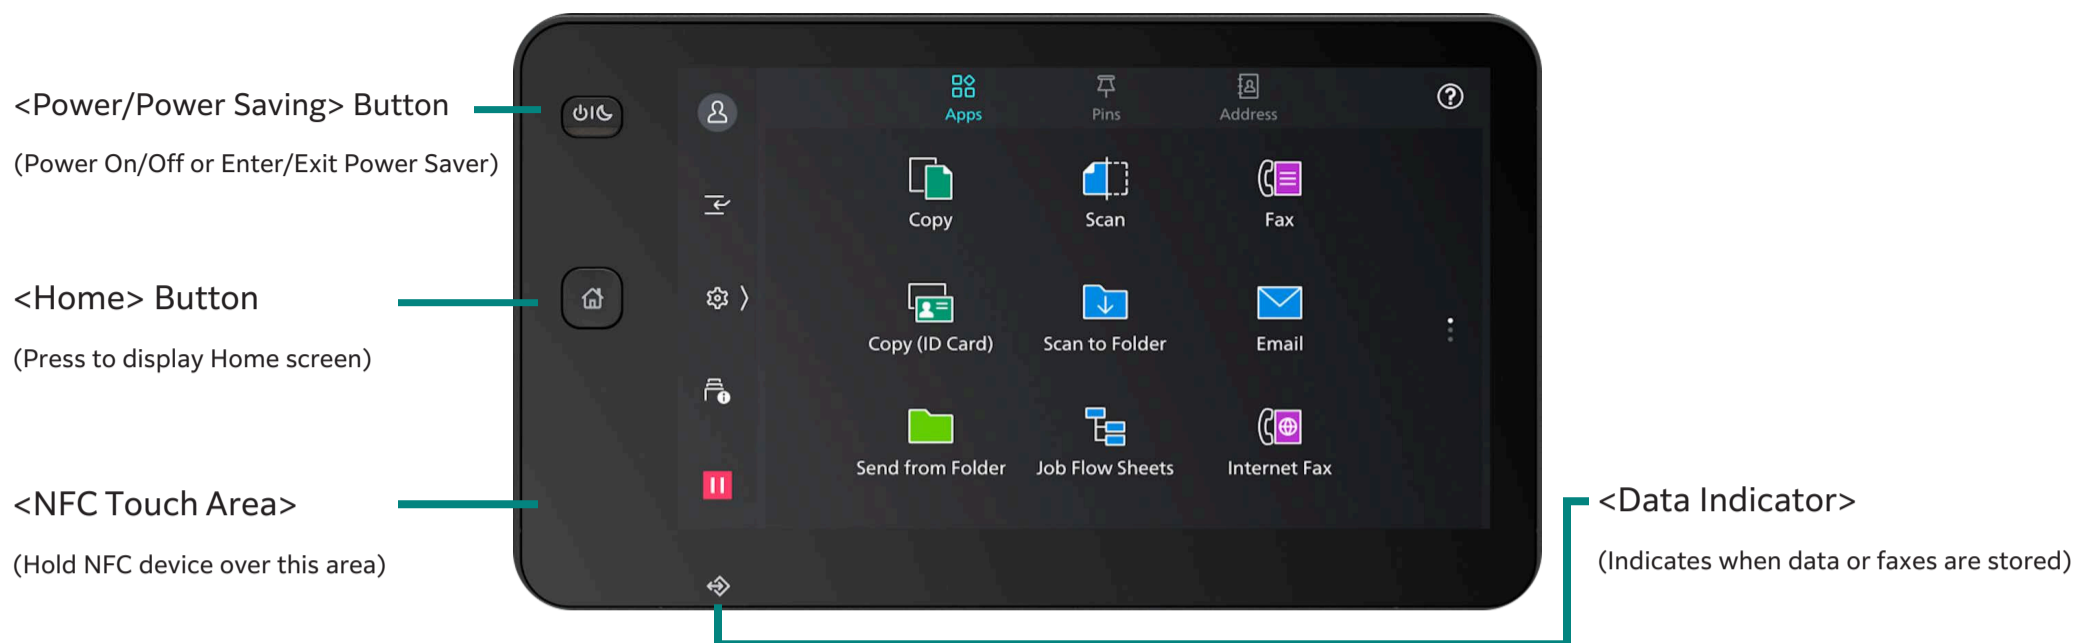 <Power/Power Saving> Button
(Power On/Off or Enter/Exit Power Saver)
<Home> Button
(Press to display Home screen)
<NFC Touch Area>
(Hold NFC device over this area)
Apps
Pins
Address
?
Copy
Scan
Fax
Copy (ID Card)
Scan to Folder
Email
Send from Folder
Job Flow Sheets
Internet Fax
<Data Indicator>
(Indicates when data or faxes are stored)